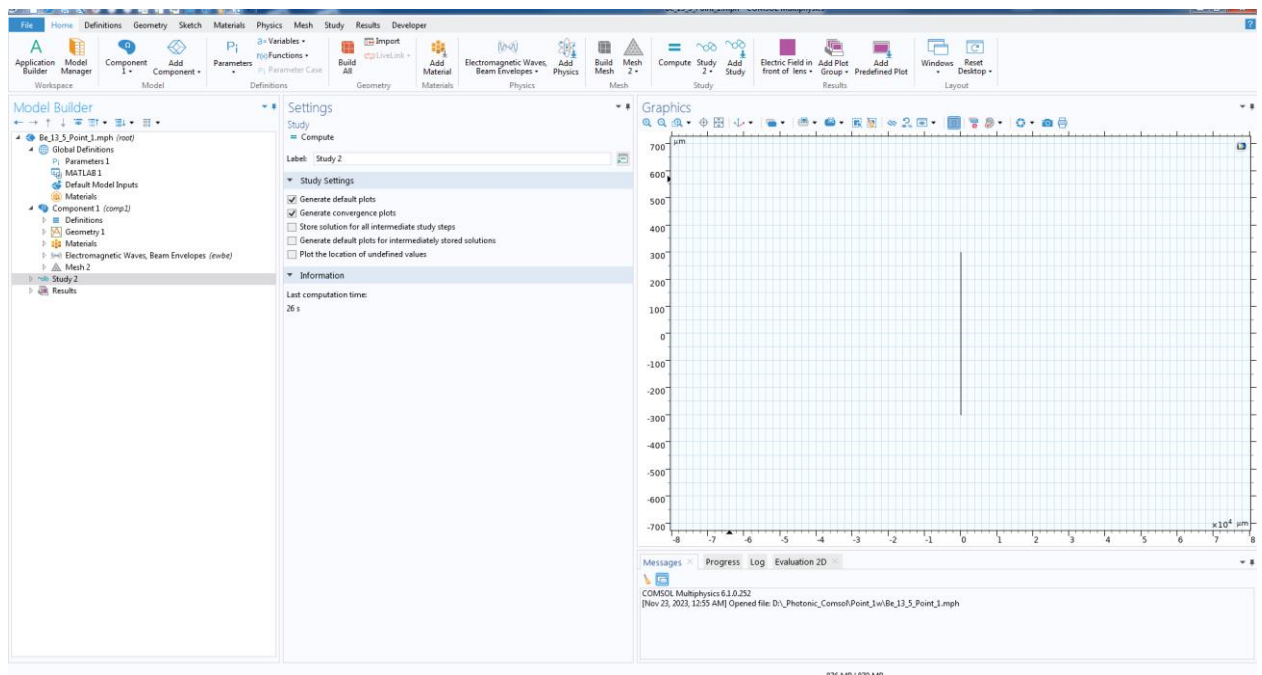 Be_13_5_Point_1.mph - COMSOL Multiphysics
File Home Definitions Geometry Sketch Materials Physics Mesh Study Results Developer
Application Builder
Model Manager
Workspace
Component 1
Add Component
Model
Pi Parameters
a= Variables
f(x) Functions
Pi Parameter Case
Definitions
Build All
Import
LiveLink
Geometry
Add Material
Materials
Electromagnetic Waves, Beam Envelopes
Add Physics
Physics
Build Mesh
Mesh 2
Mesh
Compute
Study 2
Add Study
Study
Electric Field in front of lens
Add Plot Group
Add Predefined Plot
Results
Windows
Reset Desktop
Layout
Model Builder
Be_13_5_Point_1.mph (root)
Global Definitions
Pi Parameters 1
MATLAB 1
Default Model Inputs
Materials
Component 1 (comp1)
Definitions
Geometry 1
Materials
Electromagnetic Waves, Beam Envelopes (ewbe)
Mesh 2
Study 2
Results
Settings
Study
= Compute
Label: Study 2
Study Settings
Generate default plots
Generate convergence plots
Store solution for all intermediate study steps
Generate default plots for intermediately stored solutions
Plot the location of undefined values
Information
Last computation time:
26 s
Graphics
µm
700
600
500
400
300
200
100
0
-100
-200
-300
-400
-500
-600
-700
×10⁴ µm
-8 -7 -6 -5 -4 -3 -2 -1 0 1 2 3 4 5 6 7 8
Messages Progress Log Evaluation 2D
COMSOL Multiphysics 6.1.0.252
[Nov 23, 2023, 12:55 AM] Opened file: D:\_Photonic_Comsol\Point_1w\Be_13_5_Point_1.mph